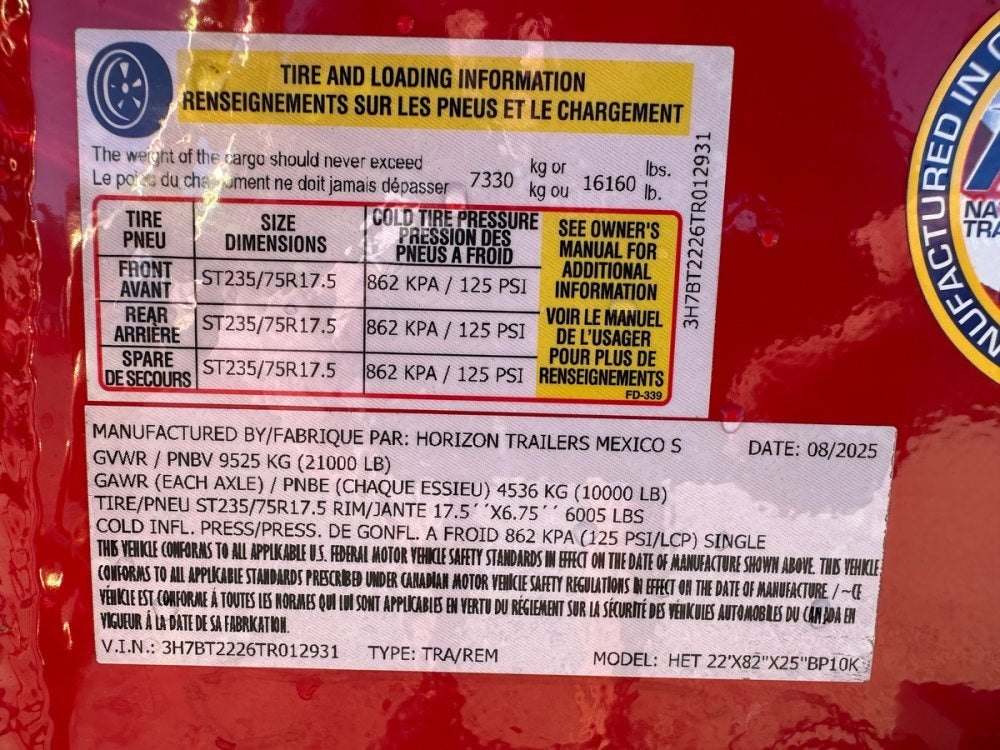 TIRE AND LOADING INFORMATION
RENSEIGNEMENTS SUR LES PNEUS ET LE CHARGEMENT
The weight of the cargo should never exceed 7330 kg or 16160 lbs.
Le poids du chargement ne doit jamais dépasser kg ou lb.
TIRE PNEU SIZE DIMENSIONS COLD TIRE PRESSURE PRESSION DES PNEUS A FROID
FRONT AVANT ST235/75R17.5 862 KPA / 125 PSI
REAR ARRIÈRE ST235/75R17.5 862 KPA / 125 PSI
SPARE DE SECOURS ST235/75R17.5 862 KPA / 125 PSI
SEE OWNER'S
MANUAL FOR
ADDITIONAL
INFORMATION
VOIR LE MANUEL
DE L'USAGER
POUR PLUS DE
RENSEIGNEMENTS
FD-339
3H7BT2226TR012931
MANUFACTURED BY/FABRIQUE PAR: HORIZON TRAILERS MEXICO S DATE: 08/2025
GVWR / PNBV 9525 KG (21000 LB)
GAWR (EACH AXLE) / PNBE (CHAQUE ESSIEU) 4536 KG (10000 LB)
TIRE/PNEU ST235/75R17.5 RIM/JANTE 17.5´´X6.75´´ 6005 LBS
COLD INFL. PRESS/PRESS. DE GONFL. A FROID 862 KPA (125 PSI/LCP) SINGLE
THIS VEHICLE CONFORMS TO ALL APPLICABLE U.S. FEDERAL MOTOR VEHICLE SAFETY STANDARDS IN EFFECT ON THE DATE OF MANUFACTURE SHOWN ABOVE. THIS VEHICLE
CONFORMS TO ALL APPLICABLE STANDARDS PRESCRIBED UNDER CANADIAN MOTOR VEHICLE SAFETY REGULATIONS IN EFFECT ON THE DATE OF MANUFACTURE. / ~CE
VÉHICLE EST CONFORME À TOUTES LES NORMES QUI LUI SONT APPLICABLES EN VERTU DU RÉGLEMENT SUR LA SÉCURITÉ DES VÉHICULES AUTOMOBILES DU CANADA EN
VIGUEUR Á LA DATE DE SA FABRICATION.
V.I.N.: 3H7BT2226TR012931 TYPE: TRA/REM MODEL: HET 22'X82"X25"BP10K
NUFACTURED IN